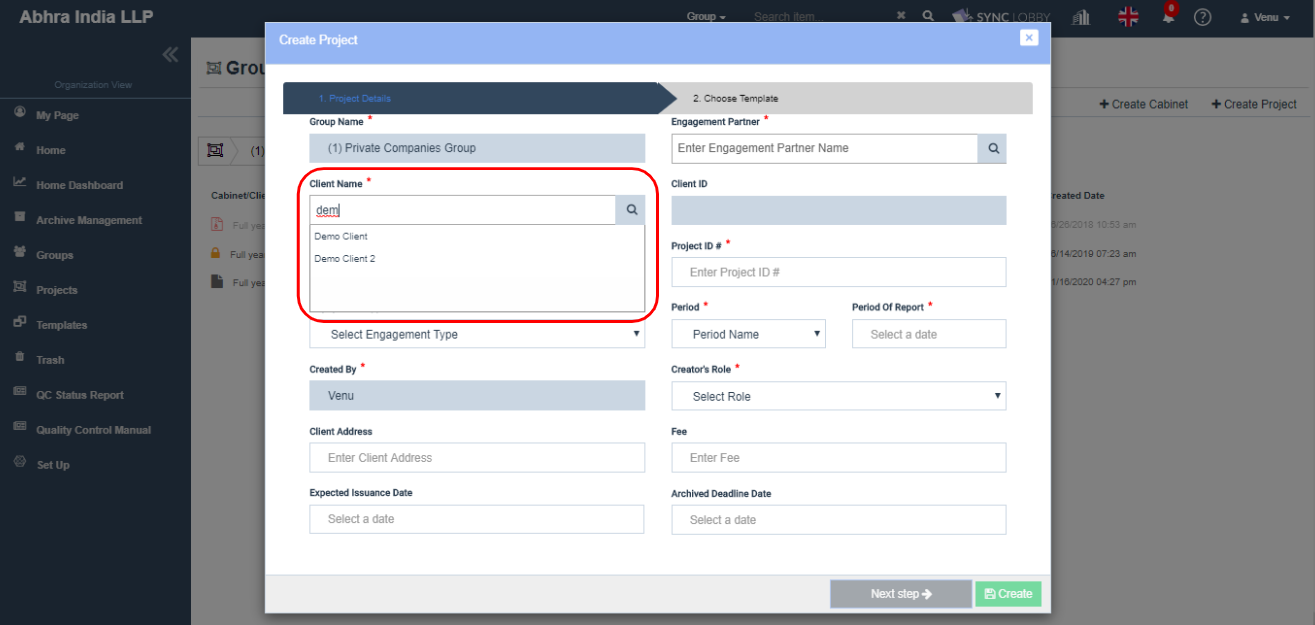 Abhra India LLP
Group
Search item...
SYNC LOBBY
0
?
Venu
Organization View
My Page
Home
Home Dashboard
Archive Management
Groups
Projects
Templates
Trash
QC Status Report
Quality Control Manual
Set Up
Grou
+ Create Cabinet
+ Create Project
(1)
Cabinet/Clie
reated Date
Full yea
/26/2018 10:53 am
Full yea
/14/2019 07:23 am
Full yea
1/16/2020 04:27 pm
Create Project
×
1. Project Details
2. Choose Template
Group Name *
Engagement Partner *
(1) Private Companies Group
Enter Engagement Partner Name
Client Name *
Client ID
dem
Demo Client
Demo Client 2
Project ID # *
Enter Project ID #
Period *
Period Of Report *
Select Engagement Type
Period Name
Select a date
Created By *
Creator's Role *
Venu
Select Role
Client Address
Fee
Enter Client Address
Enter Fee
Expected Issuance Date
Archived Deadline Date
Select a date
Select a date
Next step
Create